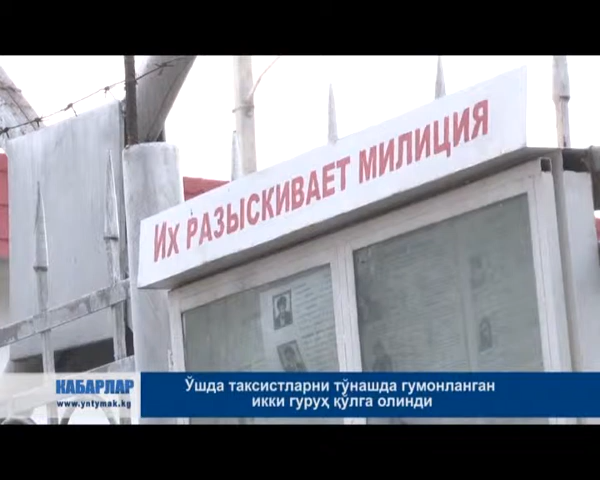 Их РАЗЫСКИВАЕТ МИЛИЦИЯ
КАБАРЛАР
www.yntymak.kg
Ўшда таксистларни тўнашда гумонланган
икки гуруҳ қўлга олинди